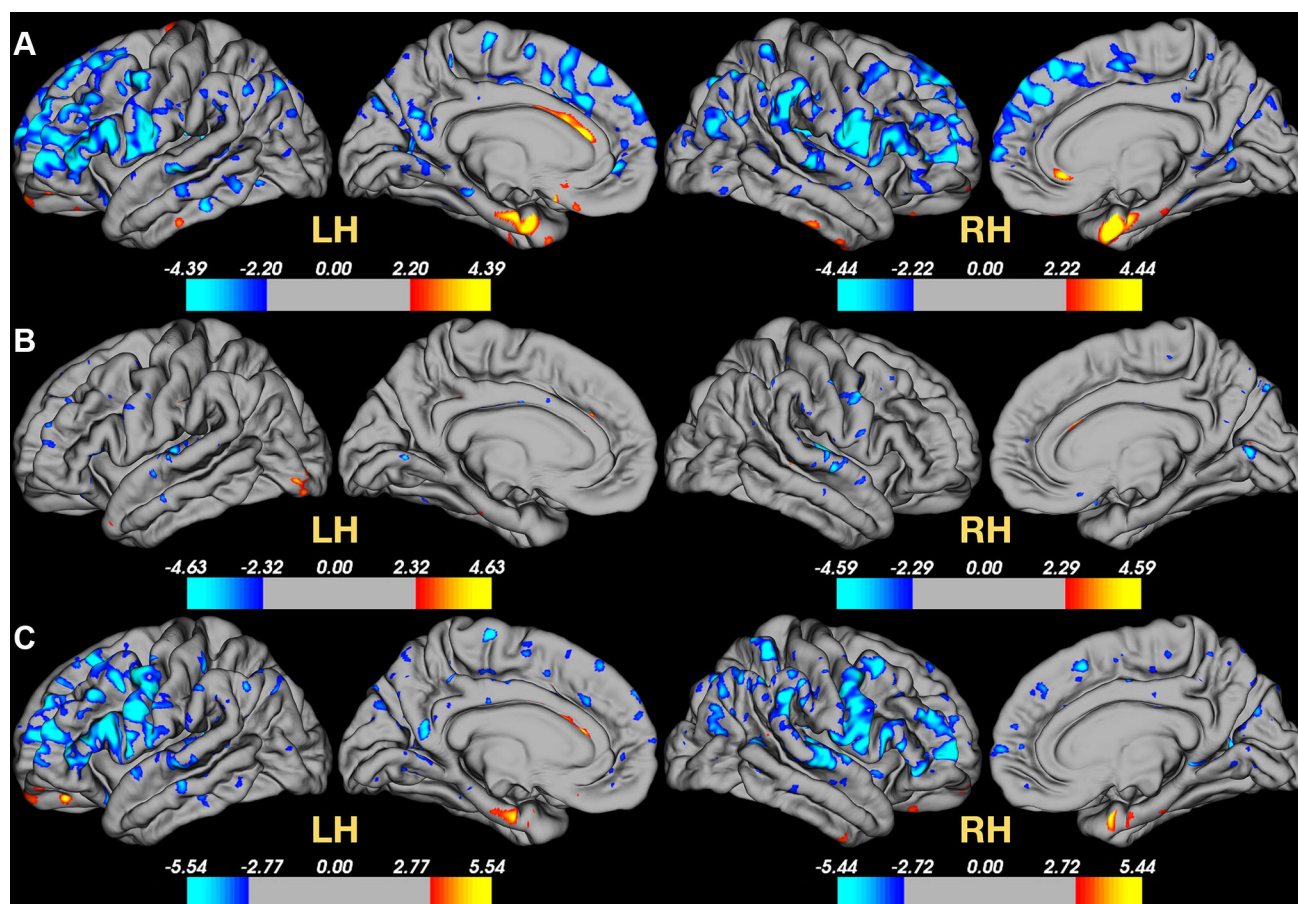 A
LH
RH
-4.39 -2.20 0.00 2.20 4.39
-4.44 -2.22 0.00 2.22 4.44
B
LH
RH
-4.63 -2.32 0.00 2.32 4.63
-4.59 -2.29 0.00 2.29 4.59
C
LH
RH
-5.54 -2.77 0.00 2.77 5.54
-5.44 -2.72 0.00 2.72 5.44